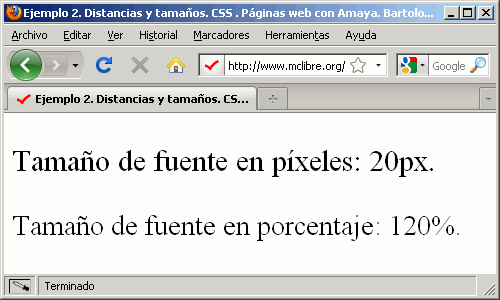 Ejemplo 2. Distancias y tamaños. CSS . Páginas web con Amaya. Bartolo...
Archivo Editar Ver Historial Marcadores Herramientas Ayuda
http://www.mclibre.org/ Google
Ejemplo 2. Distancias y tamaños. CS...
Tamaño de fuente en píxeles: 20px.
Tamaño de fuente en porcentaje: 120%.
Terminado